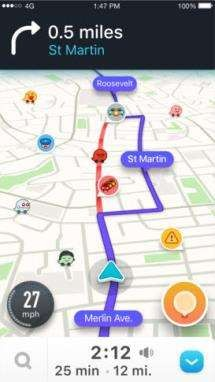 4G
1:47 PM
100%
0.5 miles
St Martin
Roosevelt
St Martin
27
mph
Merlin Ave.
2:12
25 min · 12 mi.